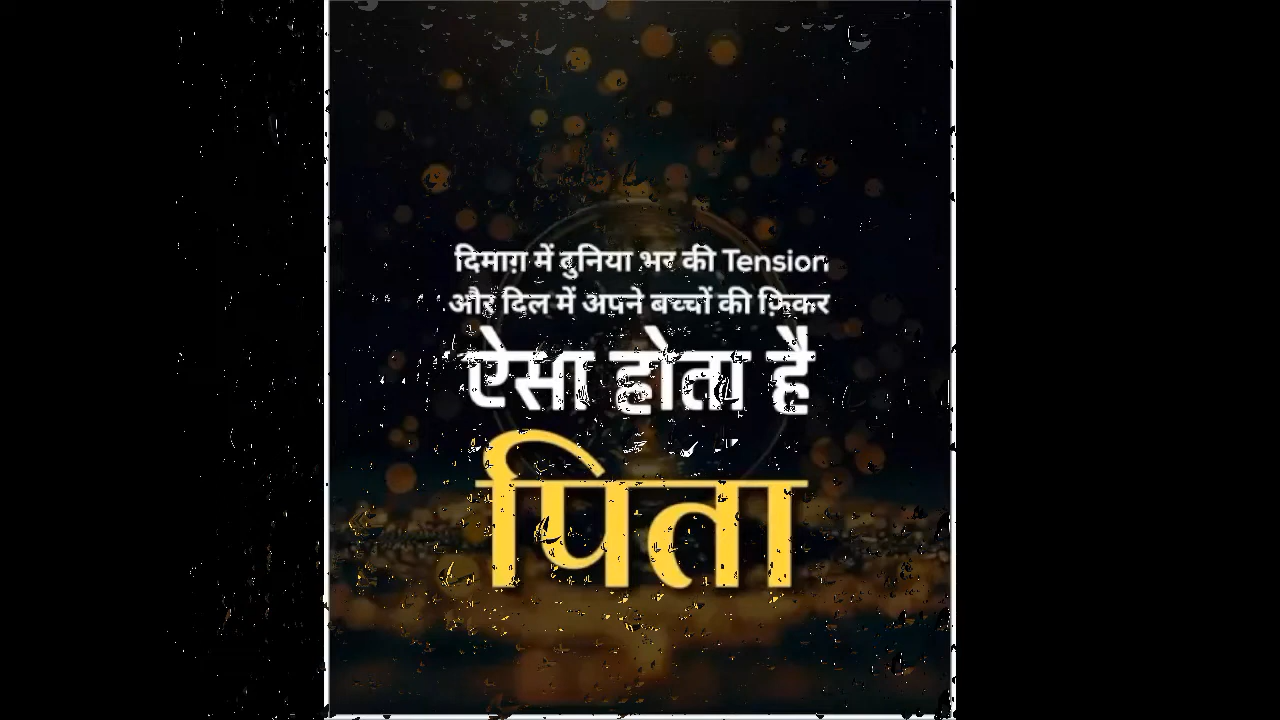 दिमाग़ में दुनिया भर की Tension
और दिल में अपने बच्चों की फ़िकर
ऐसा होता है
पिता